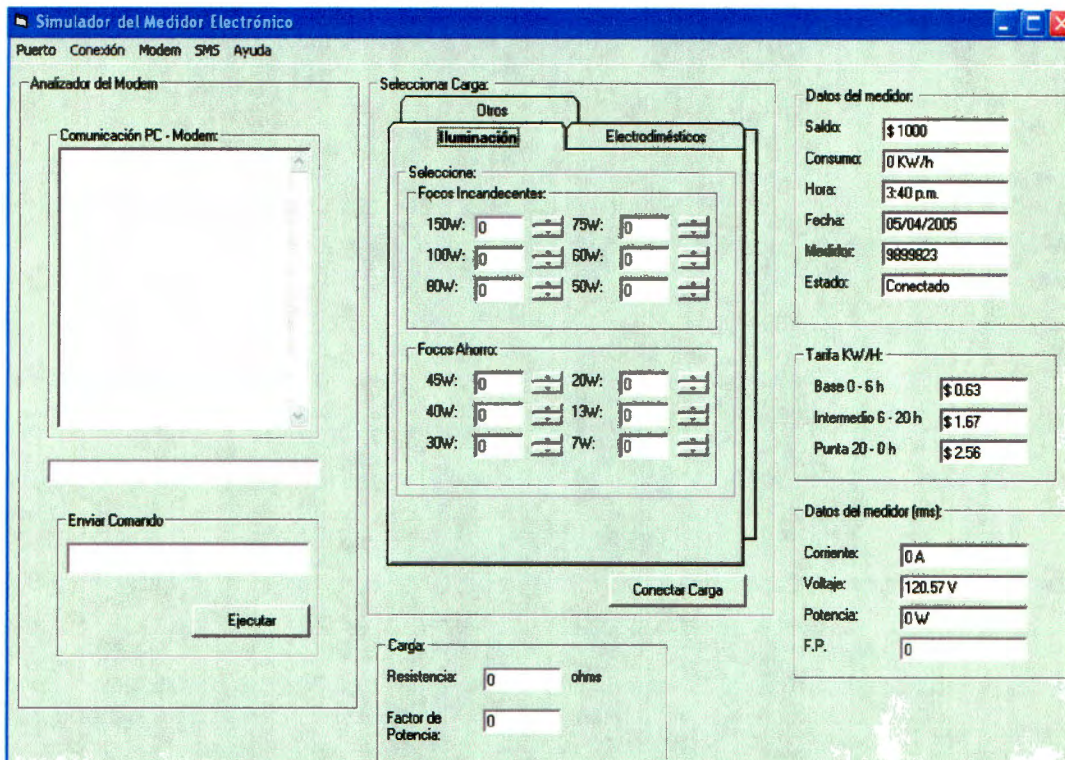 Simulador del Medidor Electrónico
Puerto Conexión Modem SMS Ayuda
Analizador del Modem
Comunicación PC - Modem:
Enviar Comando
Ejecutar
Seleccionar Carga:
Otros
Iluminación
Electrodimésticos
Seleccione:
Focos Incandecentes:
150W: 0 75W: 0
100W: 0 60W: 0
80W: 0 50W: 0
Focos Ahorro:
45W: 0 20W: 0
40W: 0 13W: 0
30W: 0 7W: 0
Conectar Carga
Carga:
Resistencia: 0 ohms
Factor de
Potencia: 0
Datos del medidor:
Saldo: $ 1000
Consumo: 0 KW/h
Hora: 3:40 p.m.
Fecha: 05/04/2005
Medidor: 9899823
Estado: Conectado
Tarifa KW/H:
Base 0 - 6 h $ 0.63
Intermedio 6 - 20 h $ 1.67
Punta 20 - 0 h $ 2.56
Datos del medidor (rms):
Corriente: 0 A
Voltaje: 120.57 V
Potencia: 0 W
F.P. 0